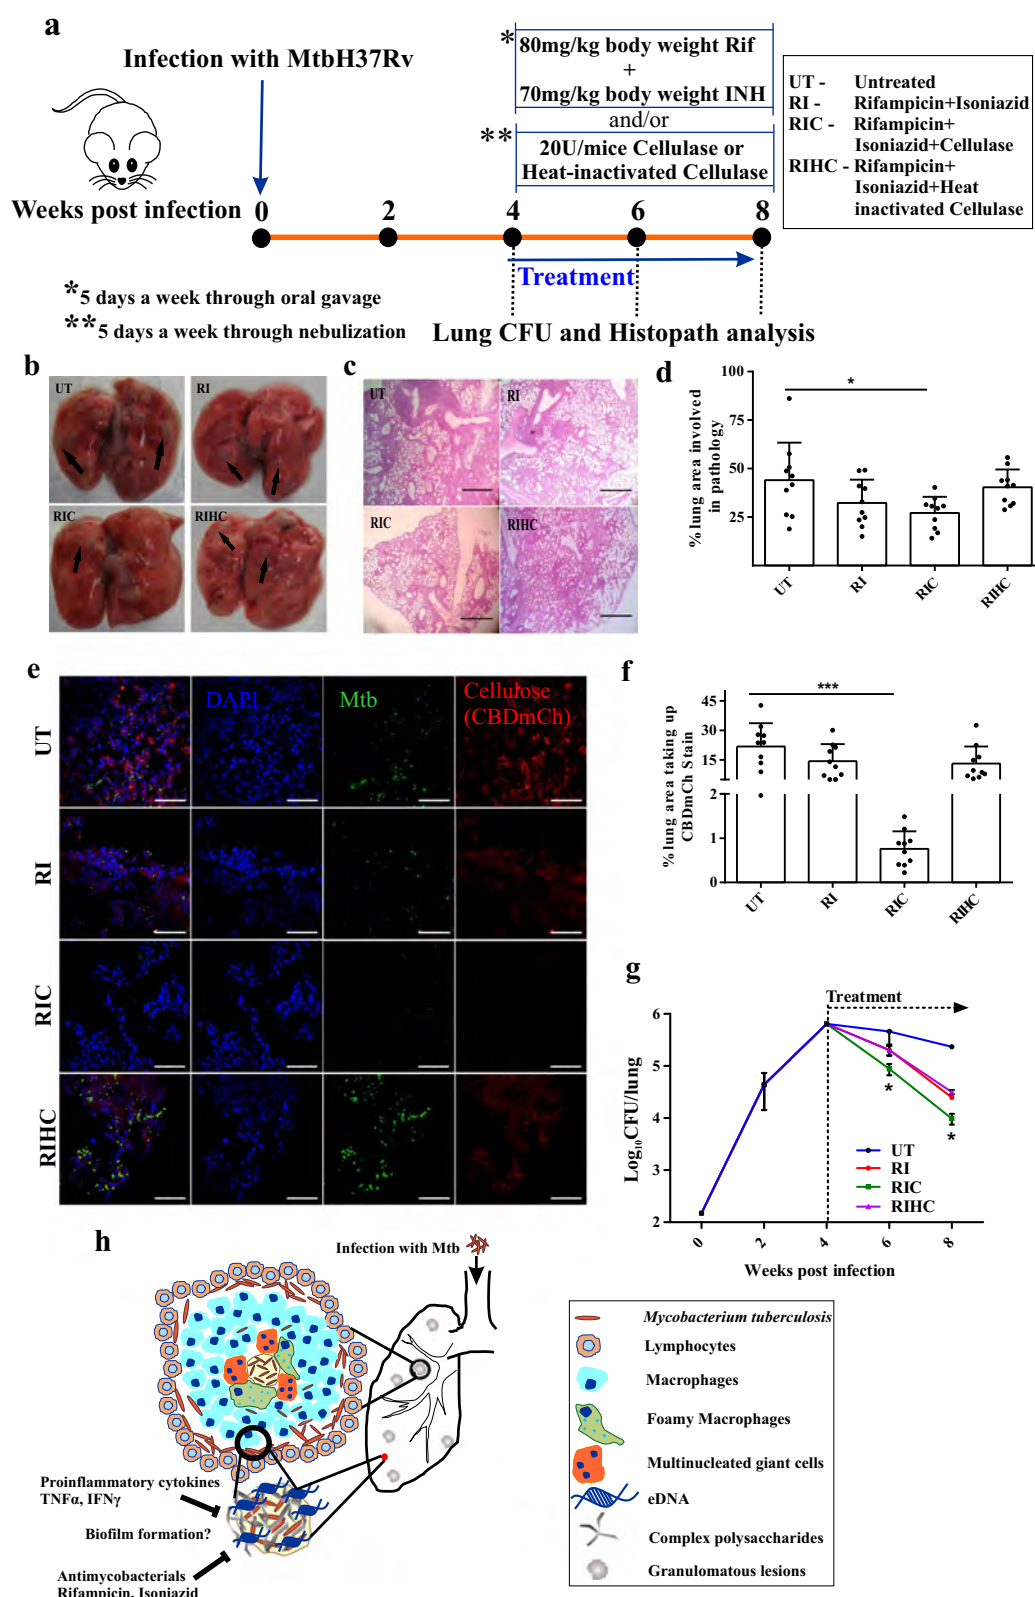 a
Infection with MtbH37Rv
*80mg/kg body weight Rif
+
70mg/kg body weight INH
and/or
**20U/mice Cellulase or
Heat-inactivated Cellulase
UT - Untreated
RI - Rifampicin+Isoniazid
RIC - Rifampicin+
Isoniazid+Cellulase
RIHC - Rifampicin+
Isoniazid+Heat
inactivated Cellulase
Weeks post infection 0 2 4 6 8
Treatment
*5 days a week through oral gavage
**5 days a week through nebulization
Lung CFU and Histopath analysis
b
UT RI
RIC RIHC
c
UT RI
RIC RIHC
d
% lung area involved
in pathology
100
75
50
25
*
UT RI RIC RIHC
e
DAPI Mtb Cellulose
(CBDmCh)
UT
RI
RIC
RIHC
f
% lung area taking up
CBDmCh Stain
45
30
15
2
1
0
***
UT RI RIC RIHC
g
Treatment
Log10CFU/lung
6
5
4
3
2
*
*
UT
RI
RIC
RIHC
0 2 4 6 8
Weeks post infection
h
Infection with Mtb
Proinflammatory cytokines
TNFα, IFNγ
Biofilm formation?
Antimycobacterials
Rifampicin, Isoniazid
Mycobacterium tuberculosis
Lymphocytes
Macrophages
Foamy Macrophages
Multinucleated giant cells
eDNA
Complex polysaccharides
Granulomatous lesions